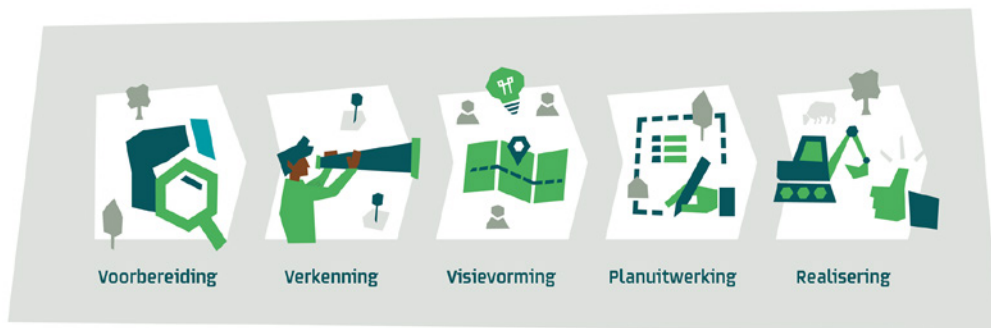 Voorbereiding
Verkenning
Visievorming
Planuitwerking
Realisering